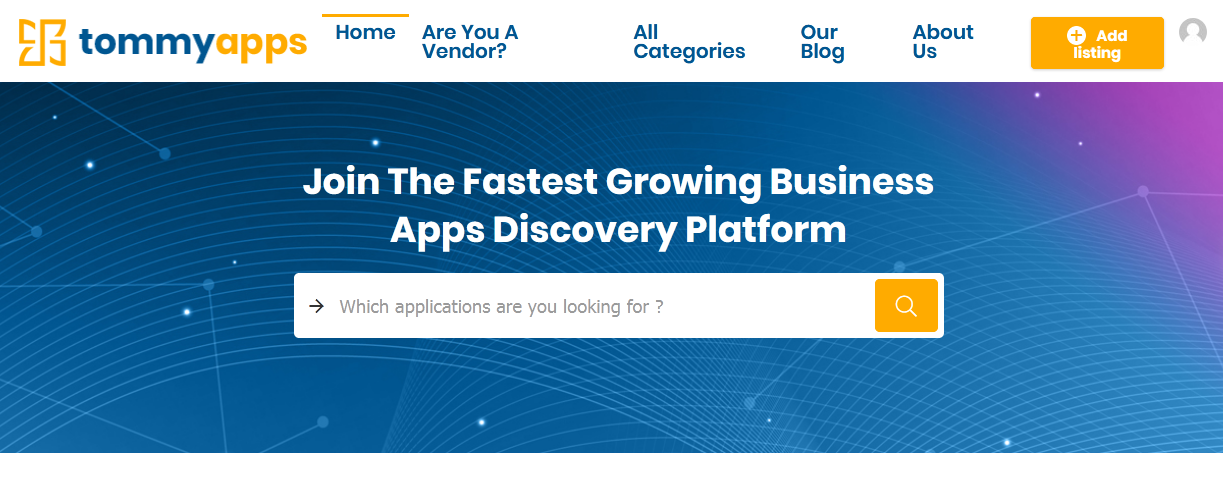 tommyapps
Home
Are You A
Vendor?
All
Categories
Our
Blog
About
Us
Add
listing
Join The Fastest Growing Business
Apps Discovery Platform
Which applications are you looking for ?